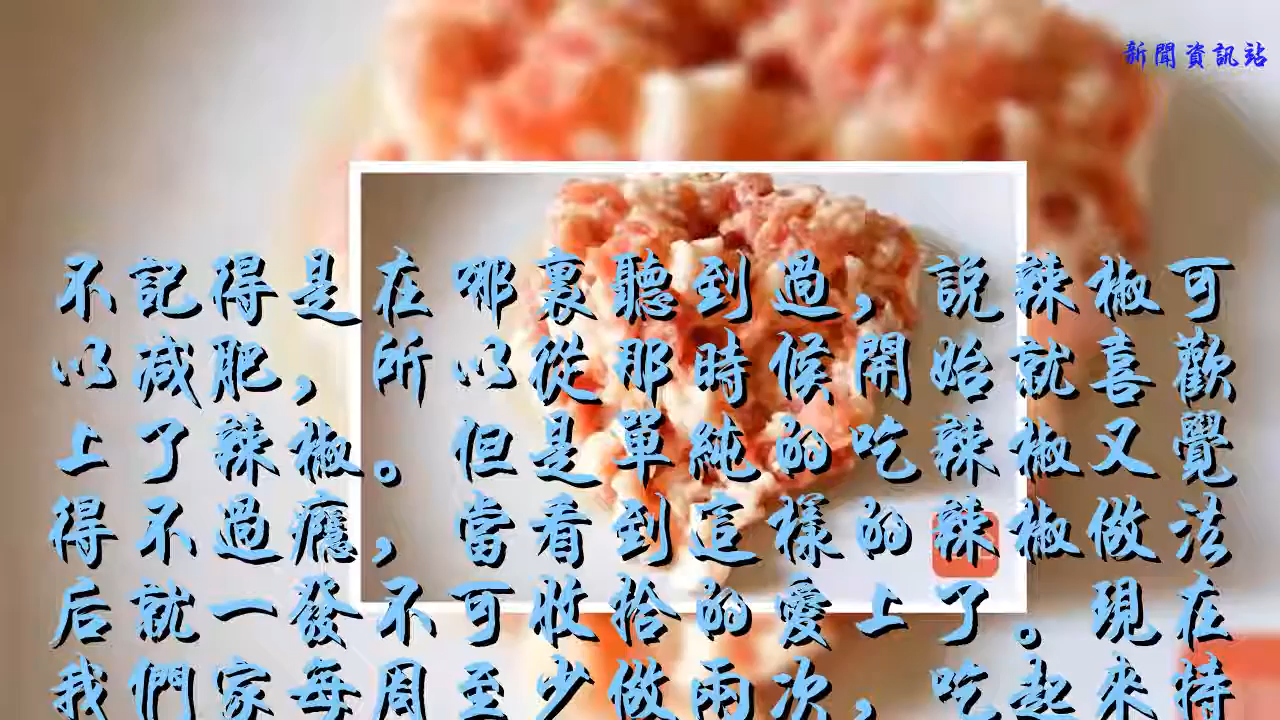 新聞資訊站
不記得是在哪裏聽到過，說辣椒可
以減肥，所以從那時候開始就喜歡
上了辣椒。但是單純的吃辣椒又覺
得不過癮，當看到這樣的辣椒做法
后就一發不可收拾的愛上了。現在
我們家每周至少做兩次，吃起來特